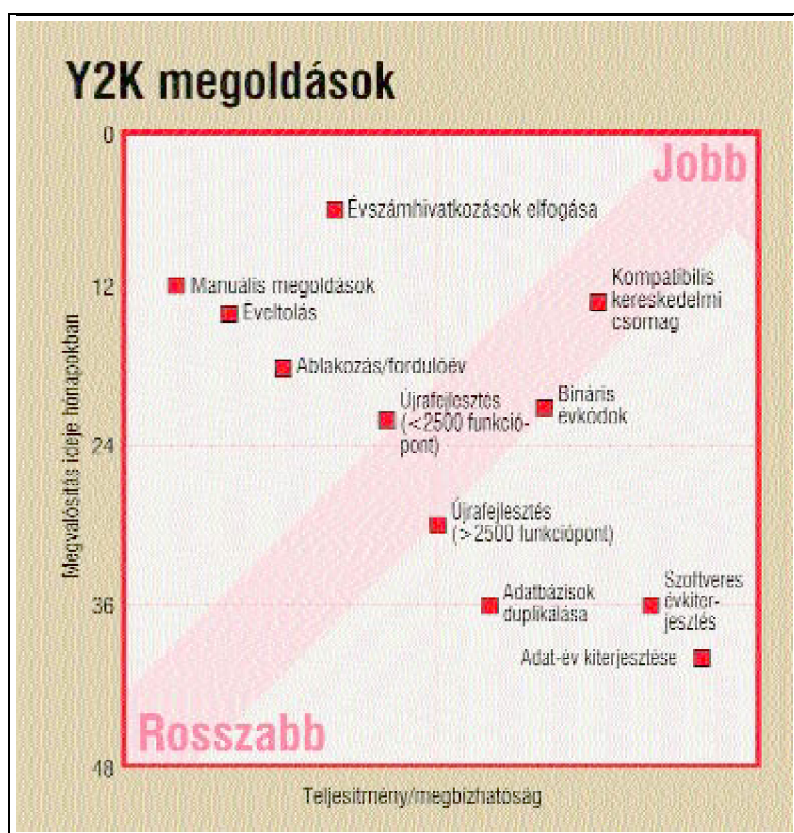 Y2K megoldások
0
Jobb
Évszámhivatkozások elfogása
12
Manuális megoldások
Éveltolás
Kompatibilis
kereskedelmi
csomag
Ablakozás/fordulóév
Újrafejlesztés
(<2500 funkció-
pont)
Bináris
évkódok
24
Megvalósítás ideje hónapokban
Újrafejlesztés
(>2500 funkciópont)
36
Adatbázisok
duplikálása
Szoftveres
évkiter-
jesztés
Adat-év kiterjesztése
Rosszabb
48
Teljesítmény/megbízhatóság